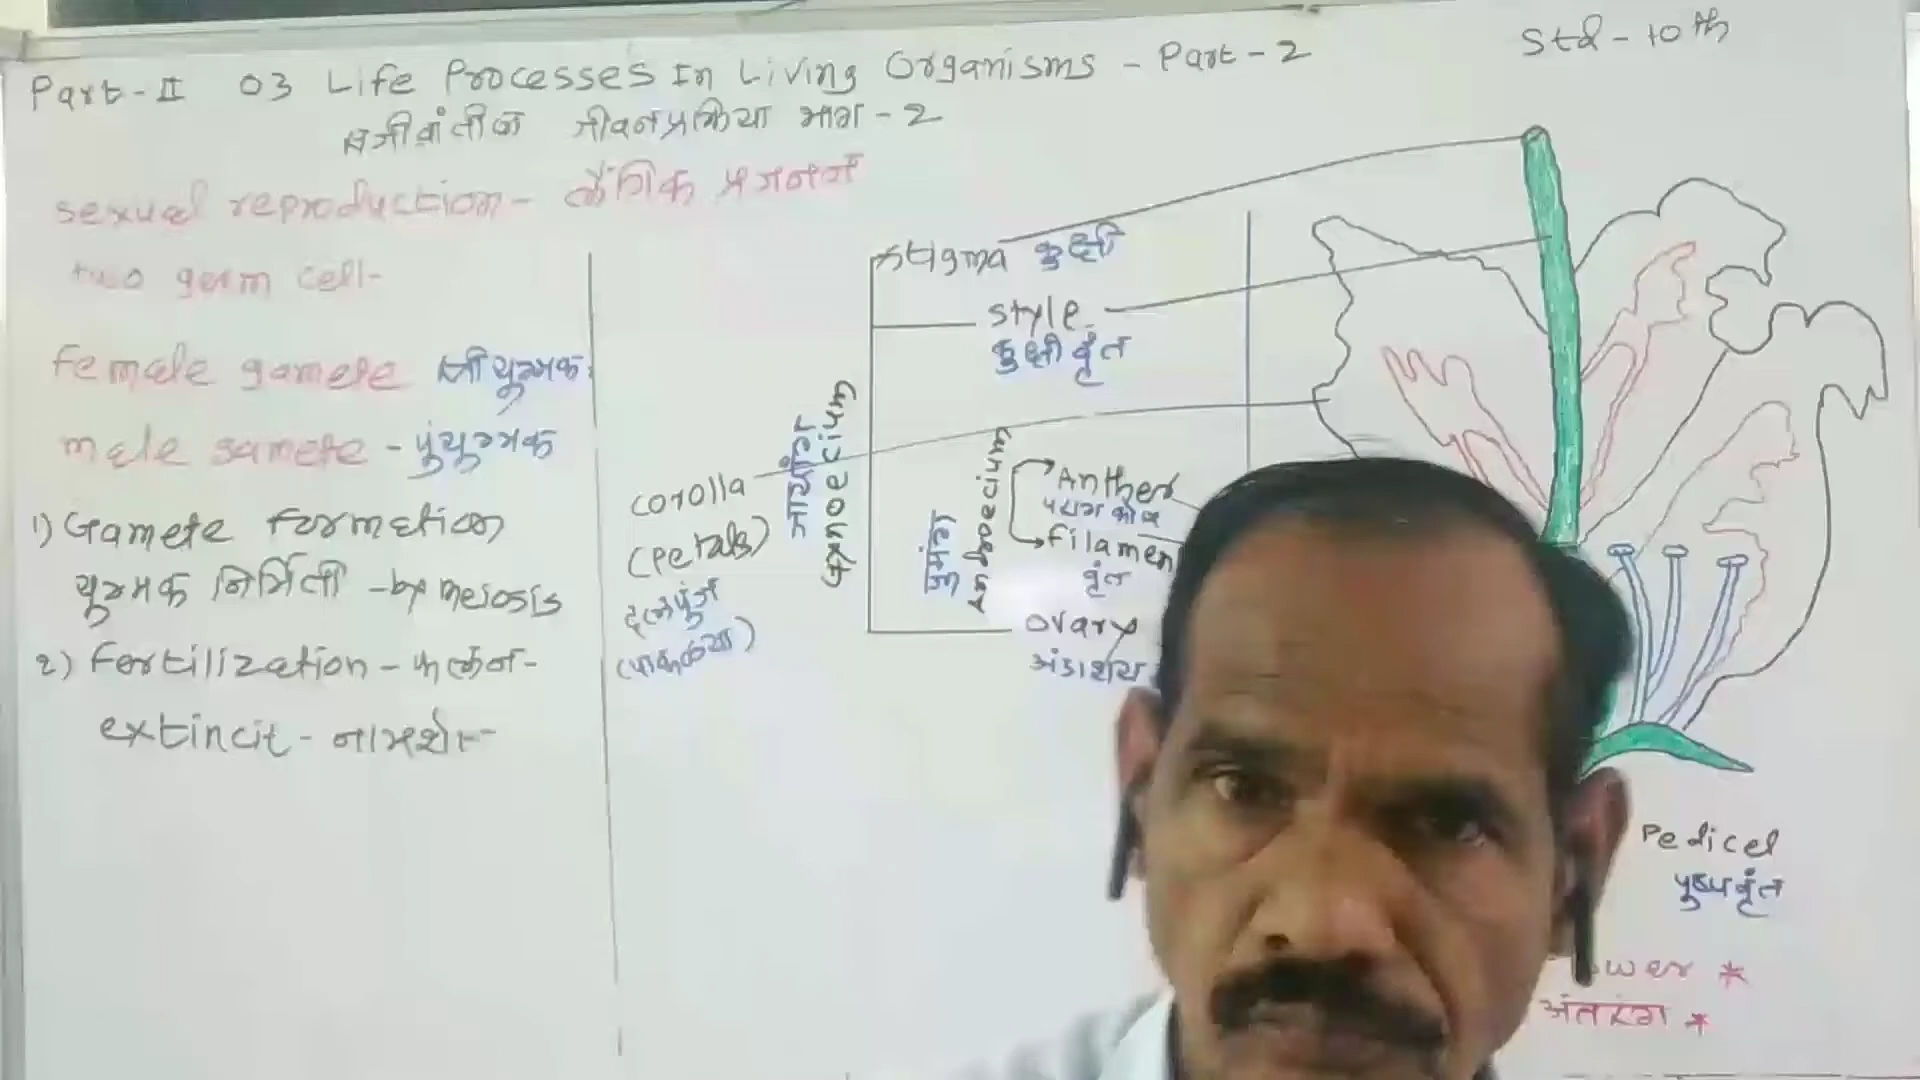 Std - 10th
Part-II 03 Life Processes In Living Organisms - Part - 2
सजीवांतील जीवनप्रक्रिया भाग - 2
sexual reproduction - लैंगिक प्रजनन
two germ cell-
female gamete स्त्रीयुग्मक
male gamete - पुंयुग्मक
1) Gamete formation
युग्मक निर्मिती - by meiosis
2) Fertilization - फलन -
extincit - नामशेष
stigma कुक्षी
style
कुक्षी वृंत
Gynoecium
जायांग
corolla
(petals)
दलपुंज
(पाकळ्या)
Androecium
पुमंग
Anther
परागकोष
filamen
वृंत
ovary
अंडाशय
Pedicel
पुष्पवृंत
ower *
अंतरंग *